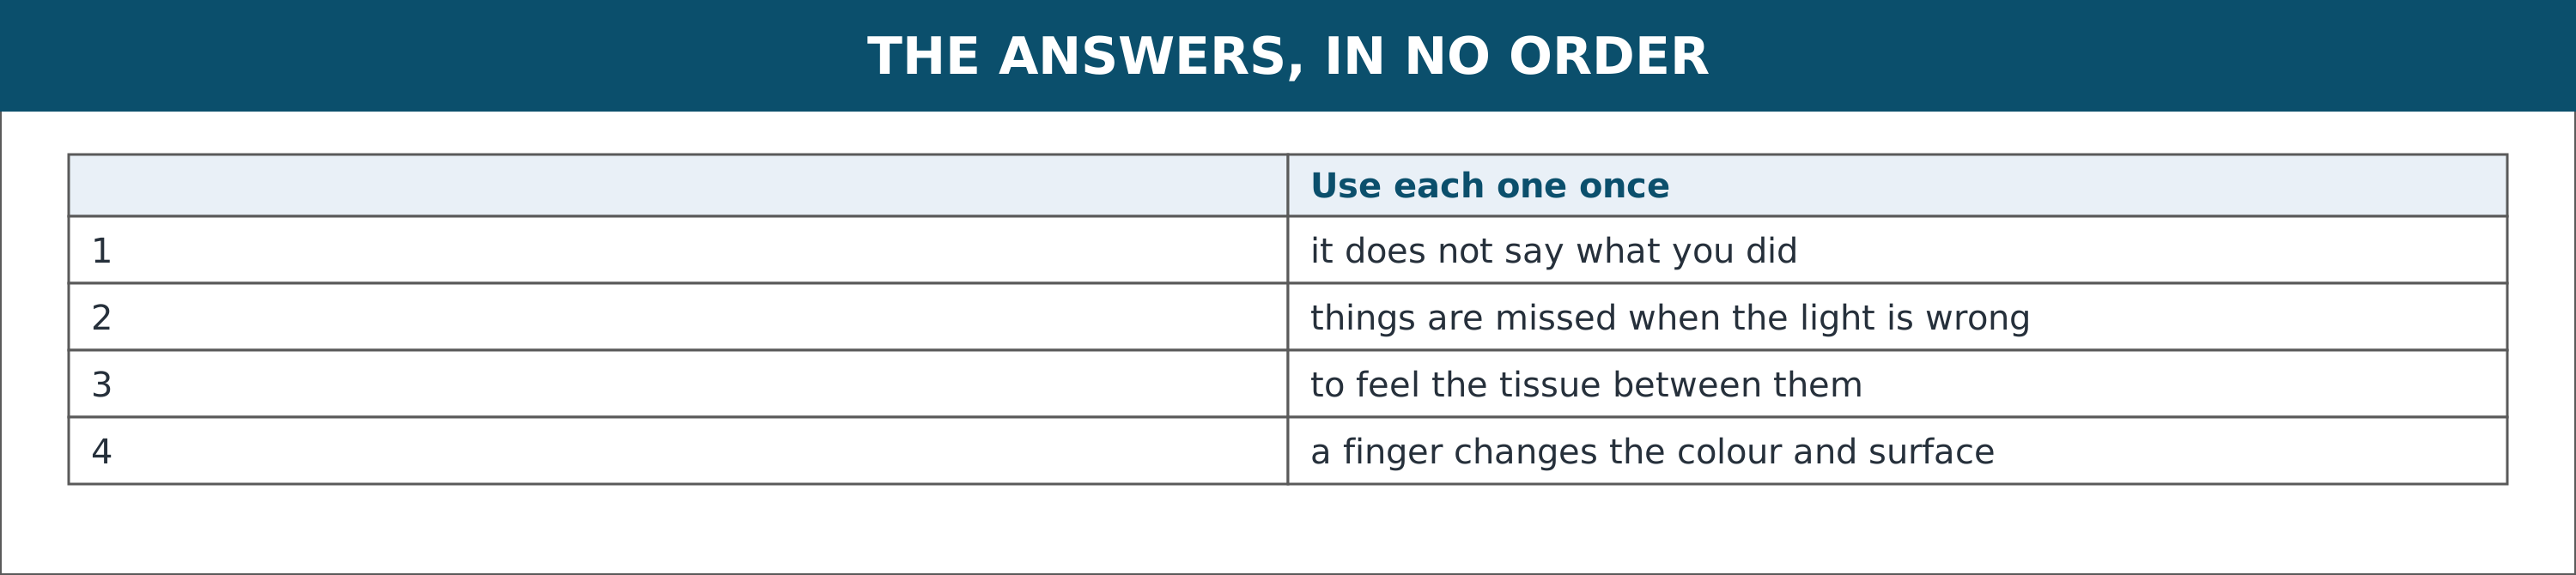 THE ANSWERS, IN NO ORDER
Use each one once
1 it does not say what you did
2 things are missed when the light is wrong
3 to feel the tissue between them
4 a finger changes the colour and surface